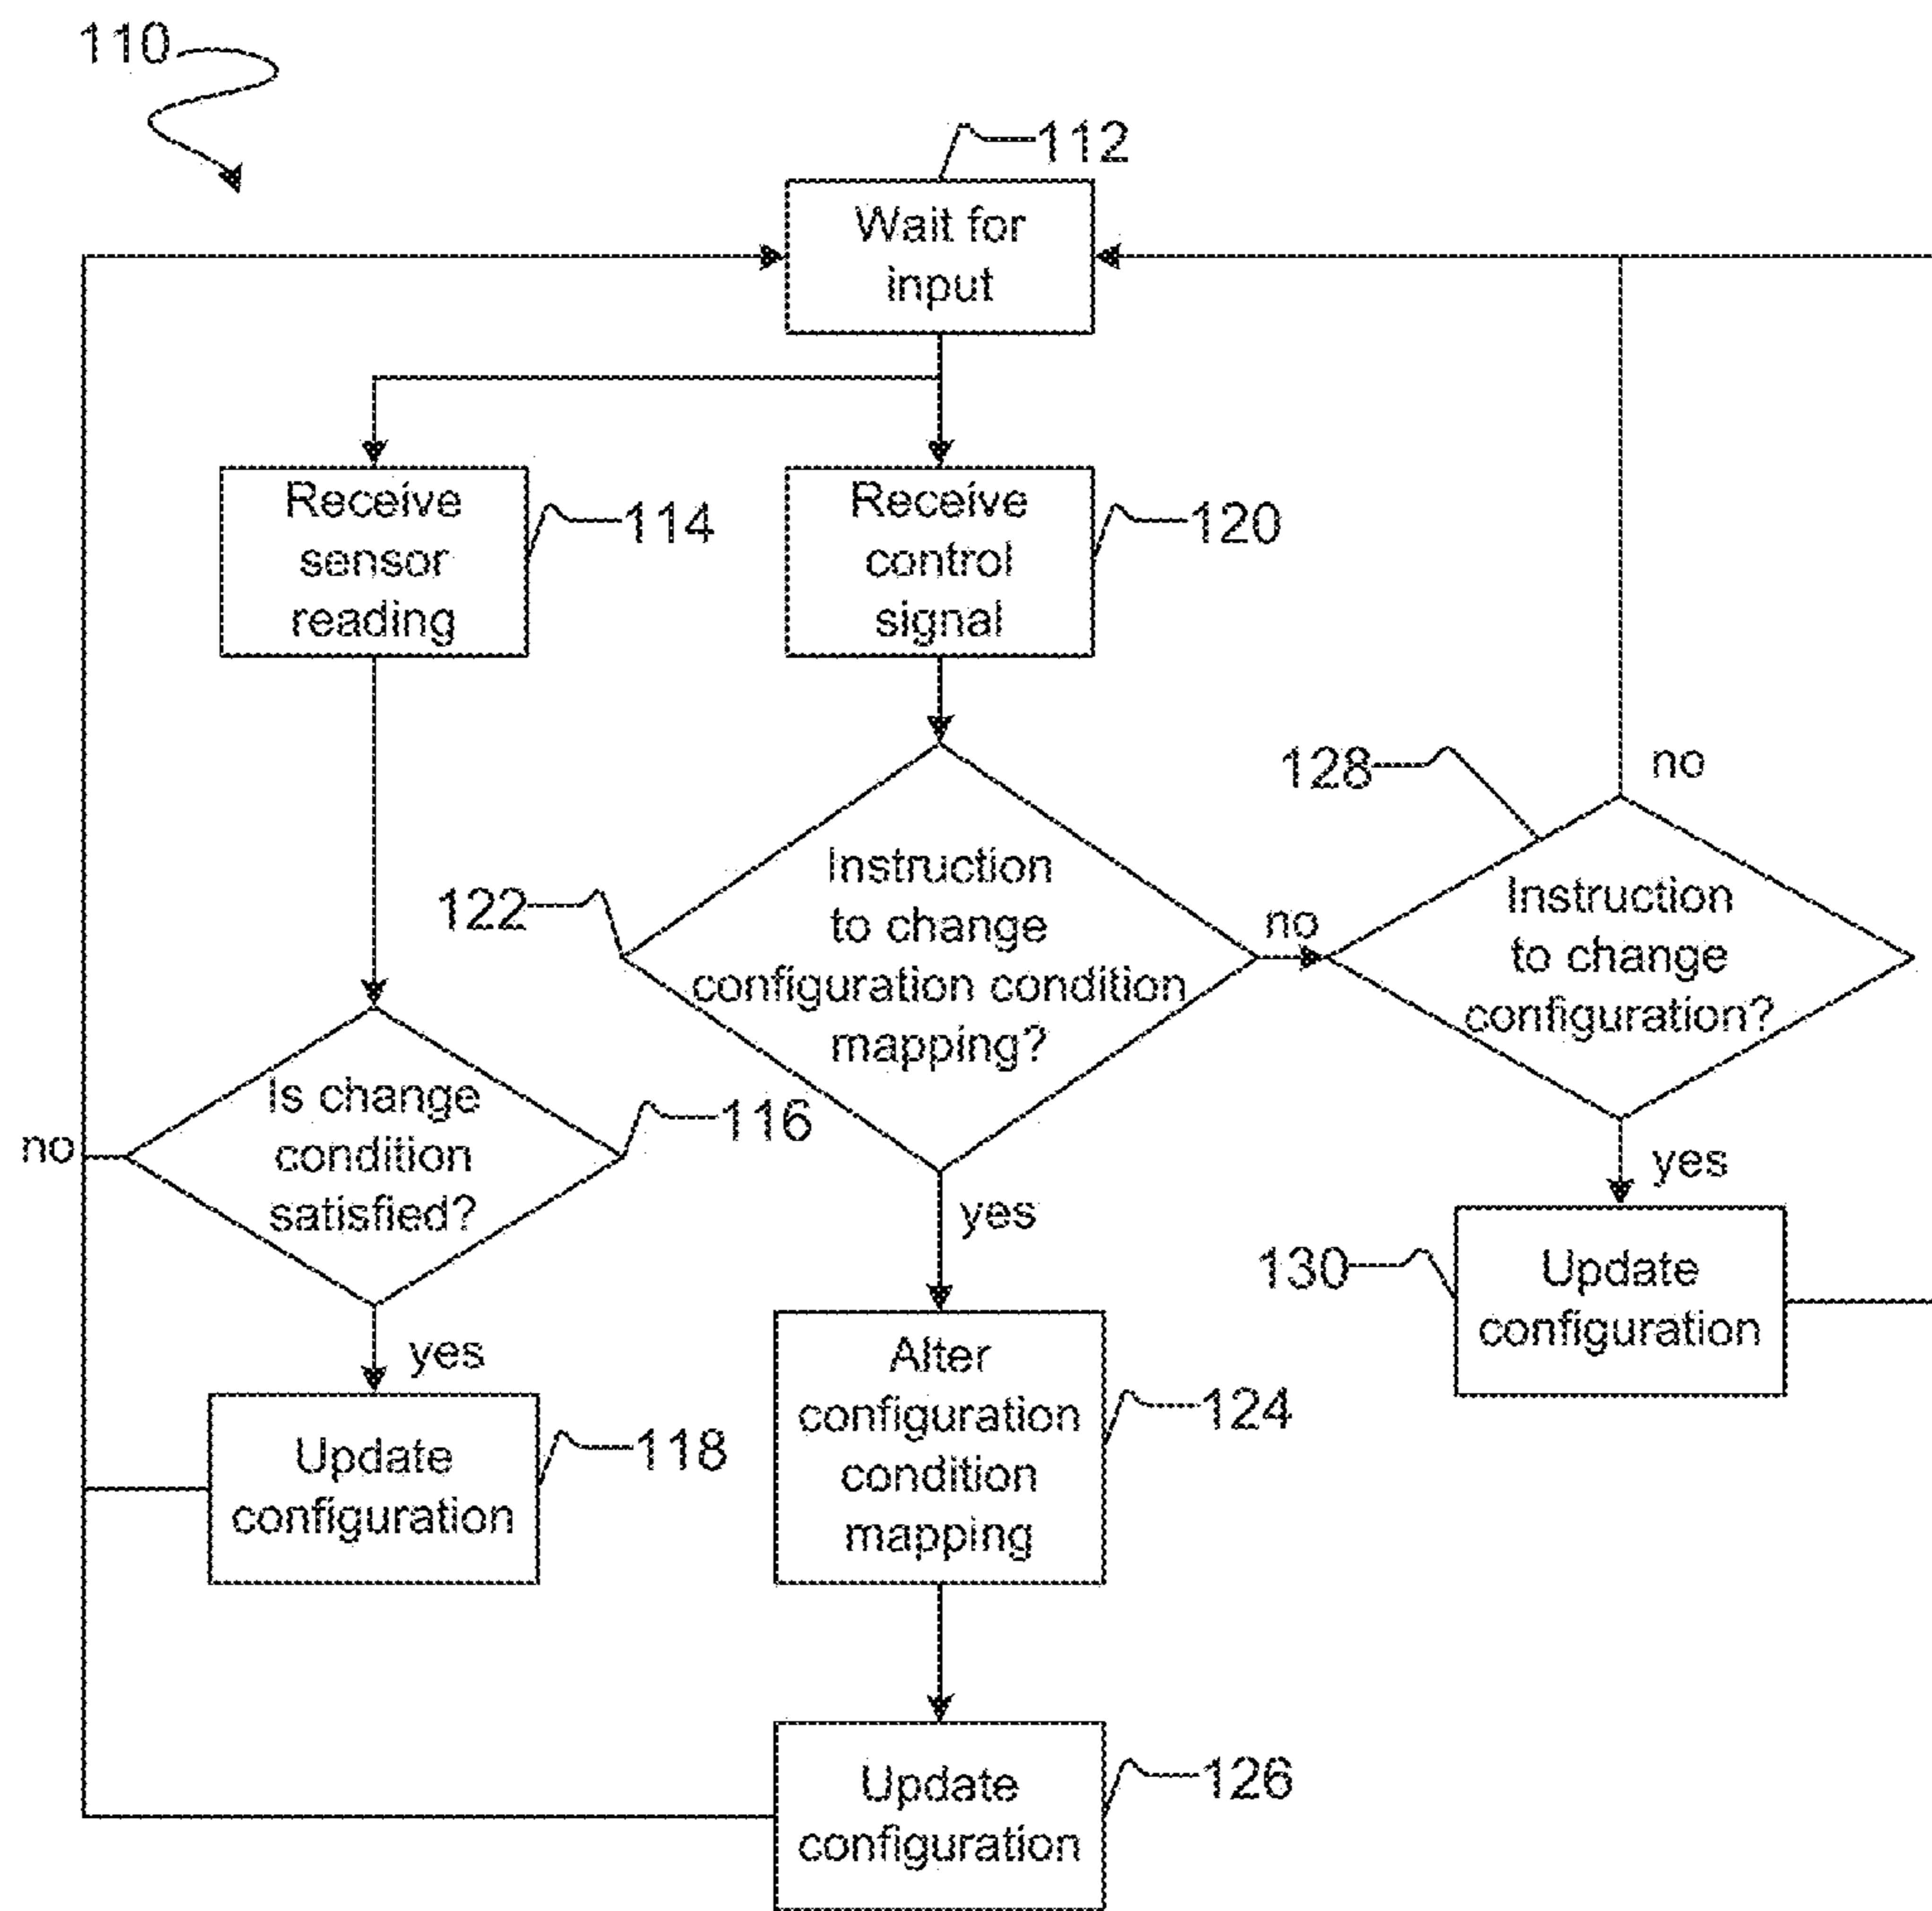 110
112
Wait for
input
Receive
sensor
reading
114
Receive
control
signal
120
128
no
Instruction
to change
configuration condition
mapping?
122
no
Instruction
to change
configuration?
Is change
condition
satisfied?
116
no
yes
yes
yes
130
Update
configuration
Alter
configuration
condition
mapping
124
Update
configuration
118
Update
configuration
126